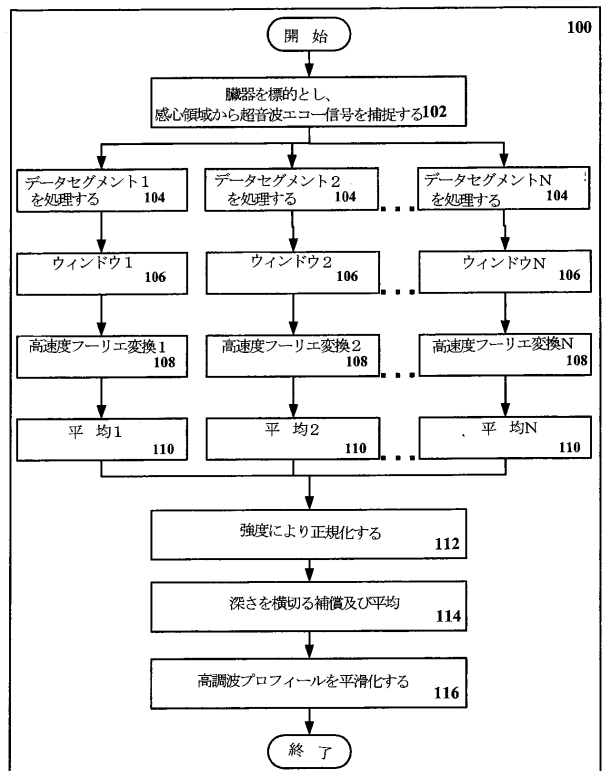 100
開 始
臓器を標的とし、
感心領域から超音波エコー信号を捕捉する 102
データセグメント1 データセグメント2 データセグメントN
を処理する 104 を処理する 104 を処理する 104
ウィンドウ1 ウィンドウ2 ウィンドウN
106 106 106
高速度フーリエ変換1 高速度フーリエ変換2 高速度フーリエ変換N
108 108 108
平 均1 平 均2 平 均N
110 110 110
強度により正規化する
112
深さを横切る補償及び平均
114
高調波プロフィールを平滑化する
116
終 了